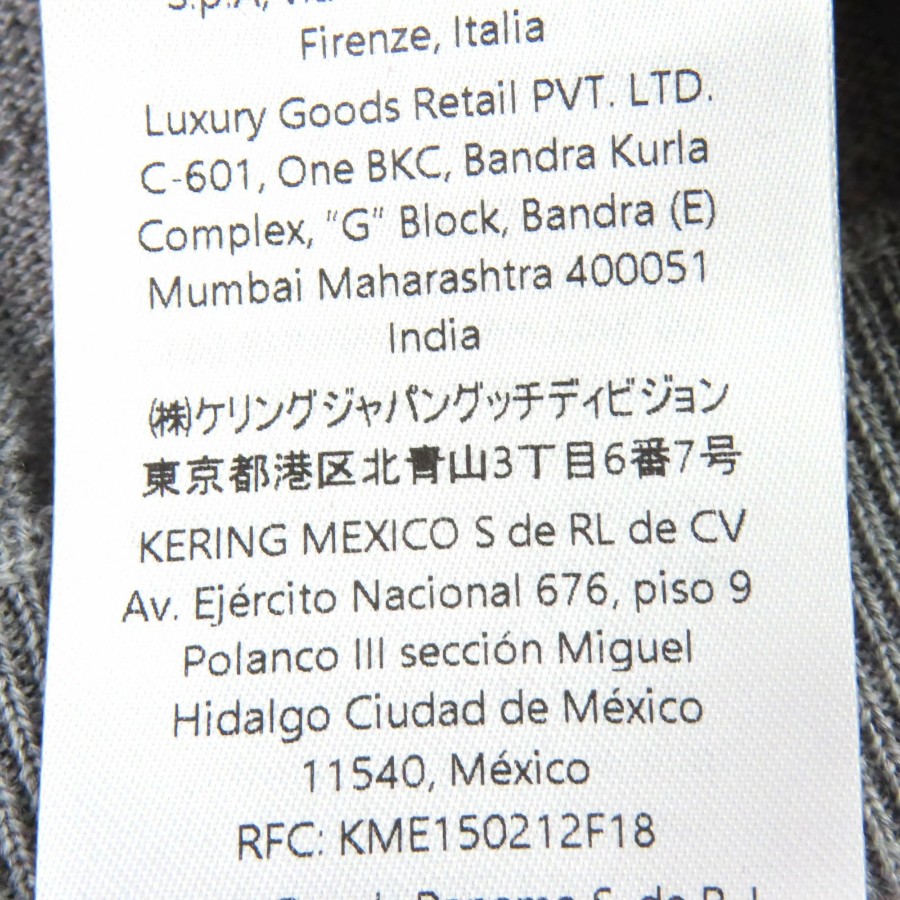 S.p.A,
Firenze, Italia
Luxury Goods Retail PVT. LTD.
C-601, One BKC, Bandra Kurla
Complex, "G" Block, Bandra (E)
Mumbai Maharashtra 400051
India
㈱ケリングジャパングッチディビジョン
東京都港区北青山3丁目6番7号
KERING MEXICO S de RL de CV
Av. Ejército Nacional 676, piso 9
Polanco III sección Miguel
Hidalgo Ciudad de México
11540, México
RFC: KME150212F18